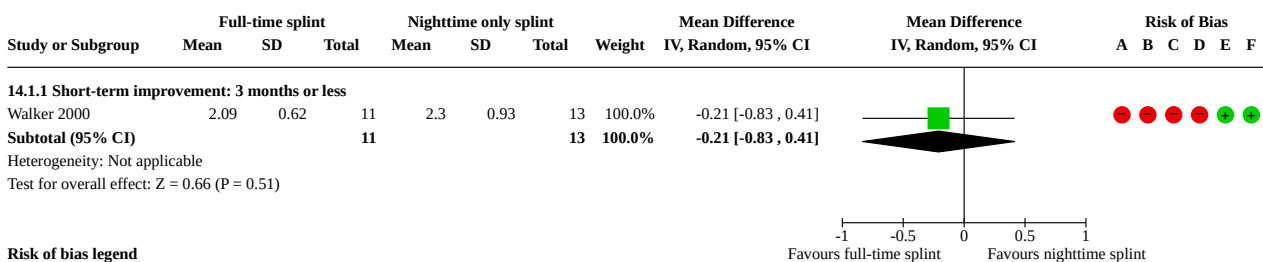 Full-time splint Nighttime only splint Mean Difference Mean Difference Risk of Bias
Study or Subgroup Mean SD Total Mean SD Total Weight IV, Random, 95% CI IV, Random, 95% CI A B C D E F
14.1.1 Short-term improvement: 3 months or less
Walker 2000 2.09 0.62 11 2.3 0.93 13 100.0% -0.21 [-0.83 , 0.41] − − − − + +
Subtotal (95% CI) 11 13 100.0% -0.21 [-0.83 , 0.41]
Heterogeneity: Not applicable
Test for overall effect: Z = 0.66 (P = 0.51)
-1 -0.5 0 0.5 1
Risk of bias legend Favours full-time splint Favours nighttime splint